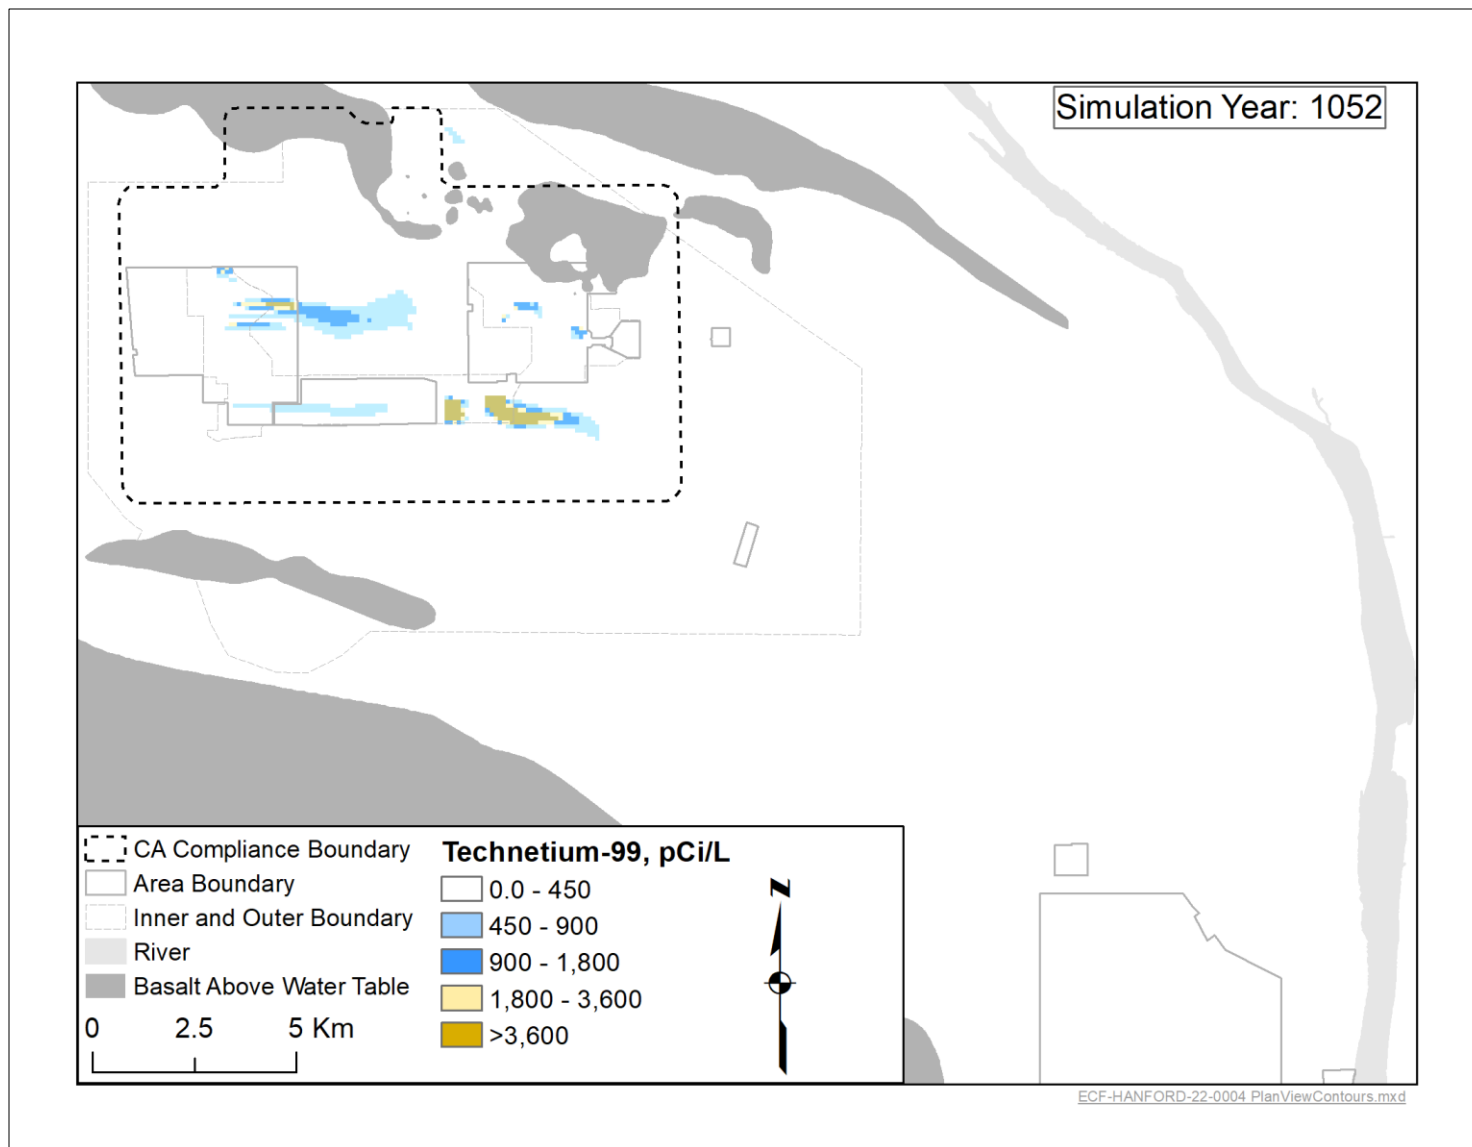 Simulation Year: 1052
CA Compliance Boundary
Area Boundary
Inner and Outer Boundary
River
Basalt Above Water Table
0 2.5 5 Km
Technetium-99, pCi/L
0.0 - 450
450 - 900
900 - 1,800
1,800 - 3,600
>3,600
N
ECF-HANFORD-22-0004 PlanViewContours.mxd